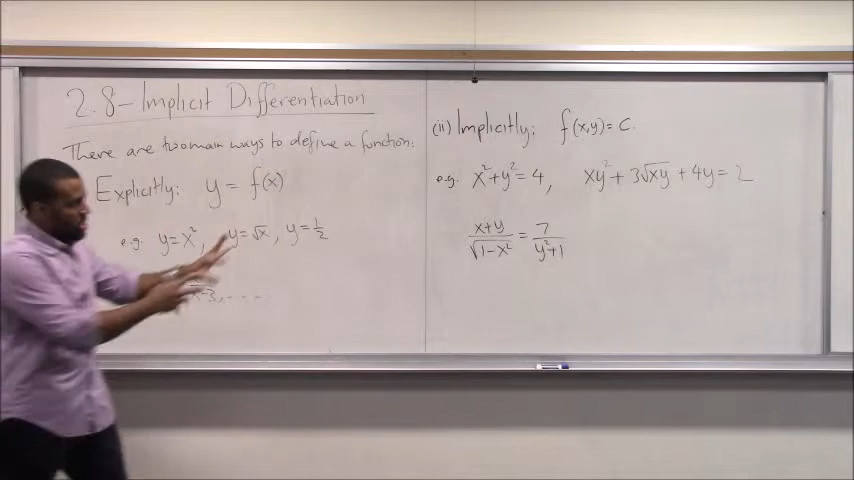 2.8 - Implicit Differentiation
There are two main ways to define a function:
Explicitly: y = f(x)
e.g. y=x², y=√x, y=1/2
-3, ....
(ii) Implicitly: f(x,y)=C.
e.g. x²+y²=4, xy²+3√xy+4y=2
(x+y)/√(1-x²) = 7/(y²+1)